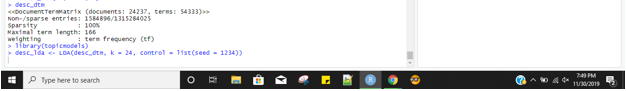 > desc_dtm
<<DocumentTermMatrix (documents: 24237, terms: 54333)>>
Non-/sparse entries: 1584896/1315284025
Sparsity           : 100%
Maximal term length: 166
Weighting          : term frequency (tf)
> library(topicmodels)
> desc_lda <- LDA(desc_dtm, k = 24, control = list(seed = 1234))
Type here to search
7:49 PM
11/30/2019
2